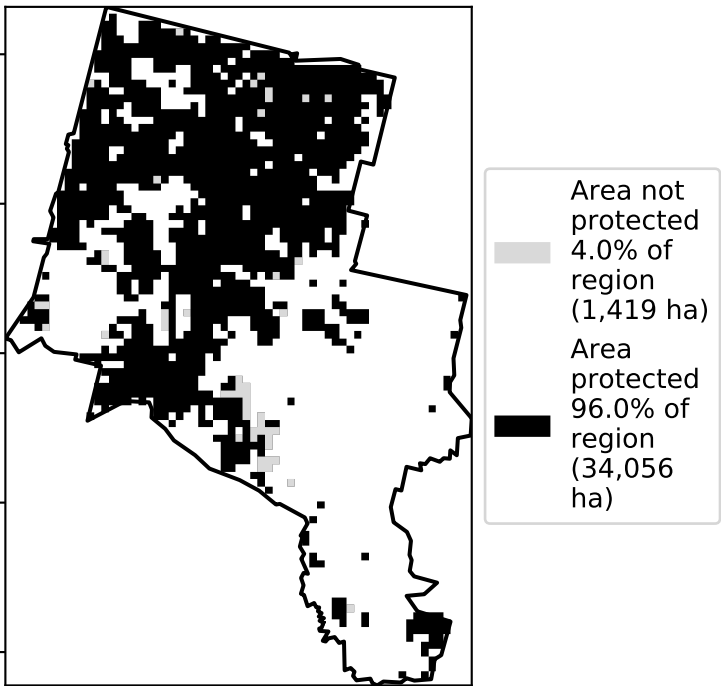 Area not
protected
4.0% of
region
(1,419 ha)
Area
protected
96.0% of
region
(34,056
ha)